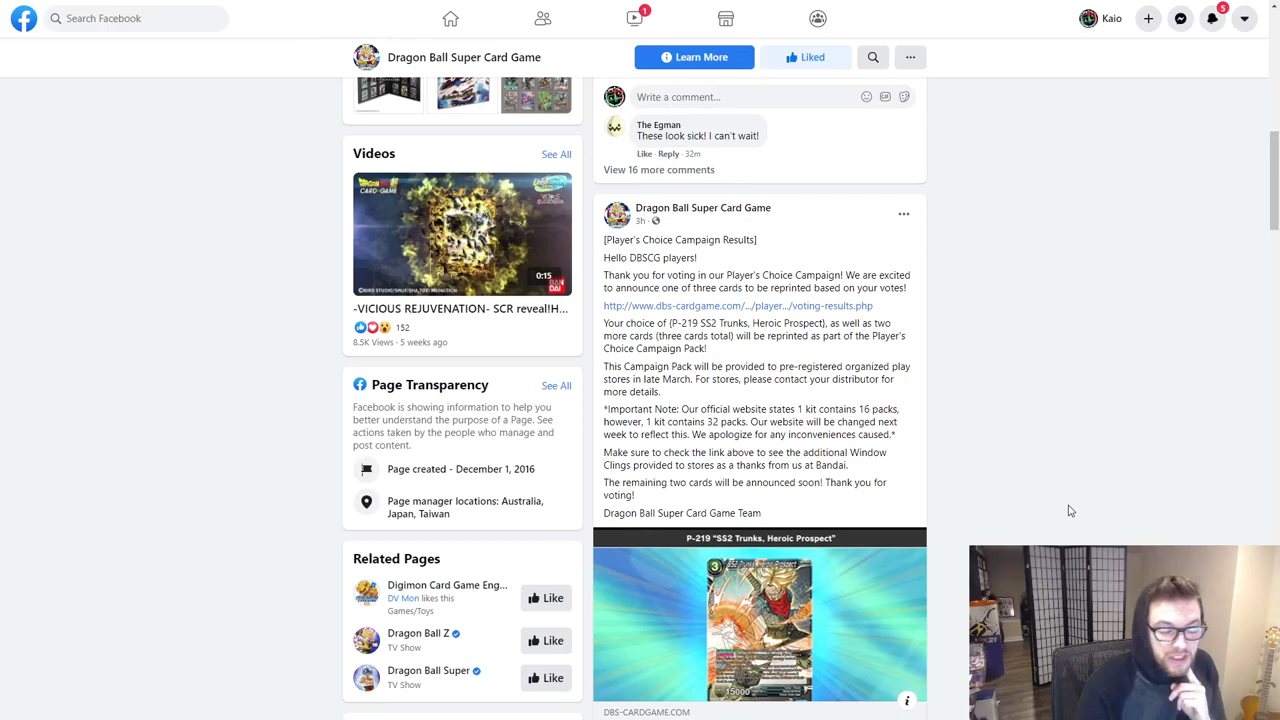 Search Facebook
1
Kaio
5
Dragon Ball Super Card Game
Learn More
Liked
Write a comment...
The Egman
These look sick! I can't wait!
Like · Reply · 32m
View 16 more comments
Videos
See All
DRAGON BALL
CARD GAME
0:15
BAN
DAI
-VICIOUS REJUVENATION- SCR reveal!H...
152
8.5K Views · 5 weeks ago
Page Transparency
See All
Facebook is showing information to help you
better understand the purpose of a Page. See
actions taken by the people who manage and
post content.
Page created - December 1, 2016
Page manager locations: Australia,
Japan, Taiwan
Related Pages
Digimon Card Game Eng...
DV Mon likes this
Games/Toys
Like
Dragon Ball Z
TV Show
Like
Dragon Ball Super
TV Show
Like
Dragon Ball Super Card Game
3h ·
[Player's Choice Campaign Results]
Hello DBSCG players!
Thank you for voting in our Player's Choice Campaign! We are excited
to announce one of three cards to be reprinted based on your votes!
http://www.dbs-cardgame.com/.../player.../voting-results.php
Your choice of {P-219 SS2 Trunks, Heroic Prospect}, as well as two
more cards (three cards total) will be reprinted as part of the Player's
Choice Campaign Pack!
This Campaign Pack will be provided to pre-registered organized play
stores in late March. For stores, please contact your distributor for
more details.
*Important Note: Our official website states 1 kit contains 16 packs,
however, 1 kit contains 32 packs. Our website will be changed next
week to reflect this. We apologize for any inconveniences caused.*
Make sure to check the link above to see the additional Window
Clings provided to stores as a thanks from us at Bandai.
The remaining two cards will be announced soon! Thank you for
voting!
Dragon Ball Super Card Game Team
P-219 "SS2 Trunks, Heroic Prospect"
3
SS2 Trunks, Heroic Prospect
15000
DBS-CARDGAME.COM